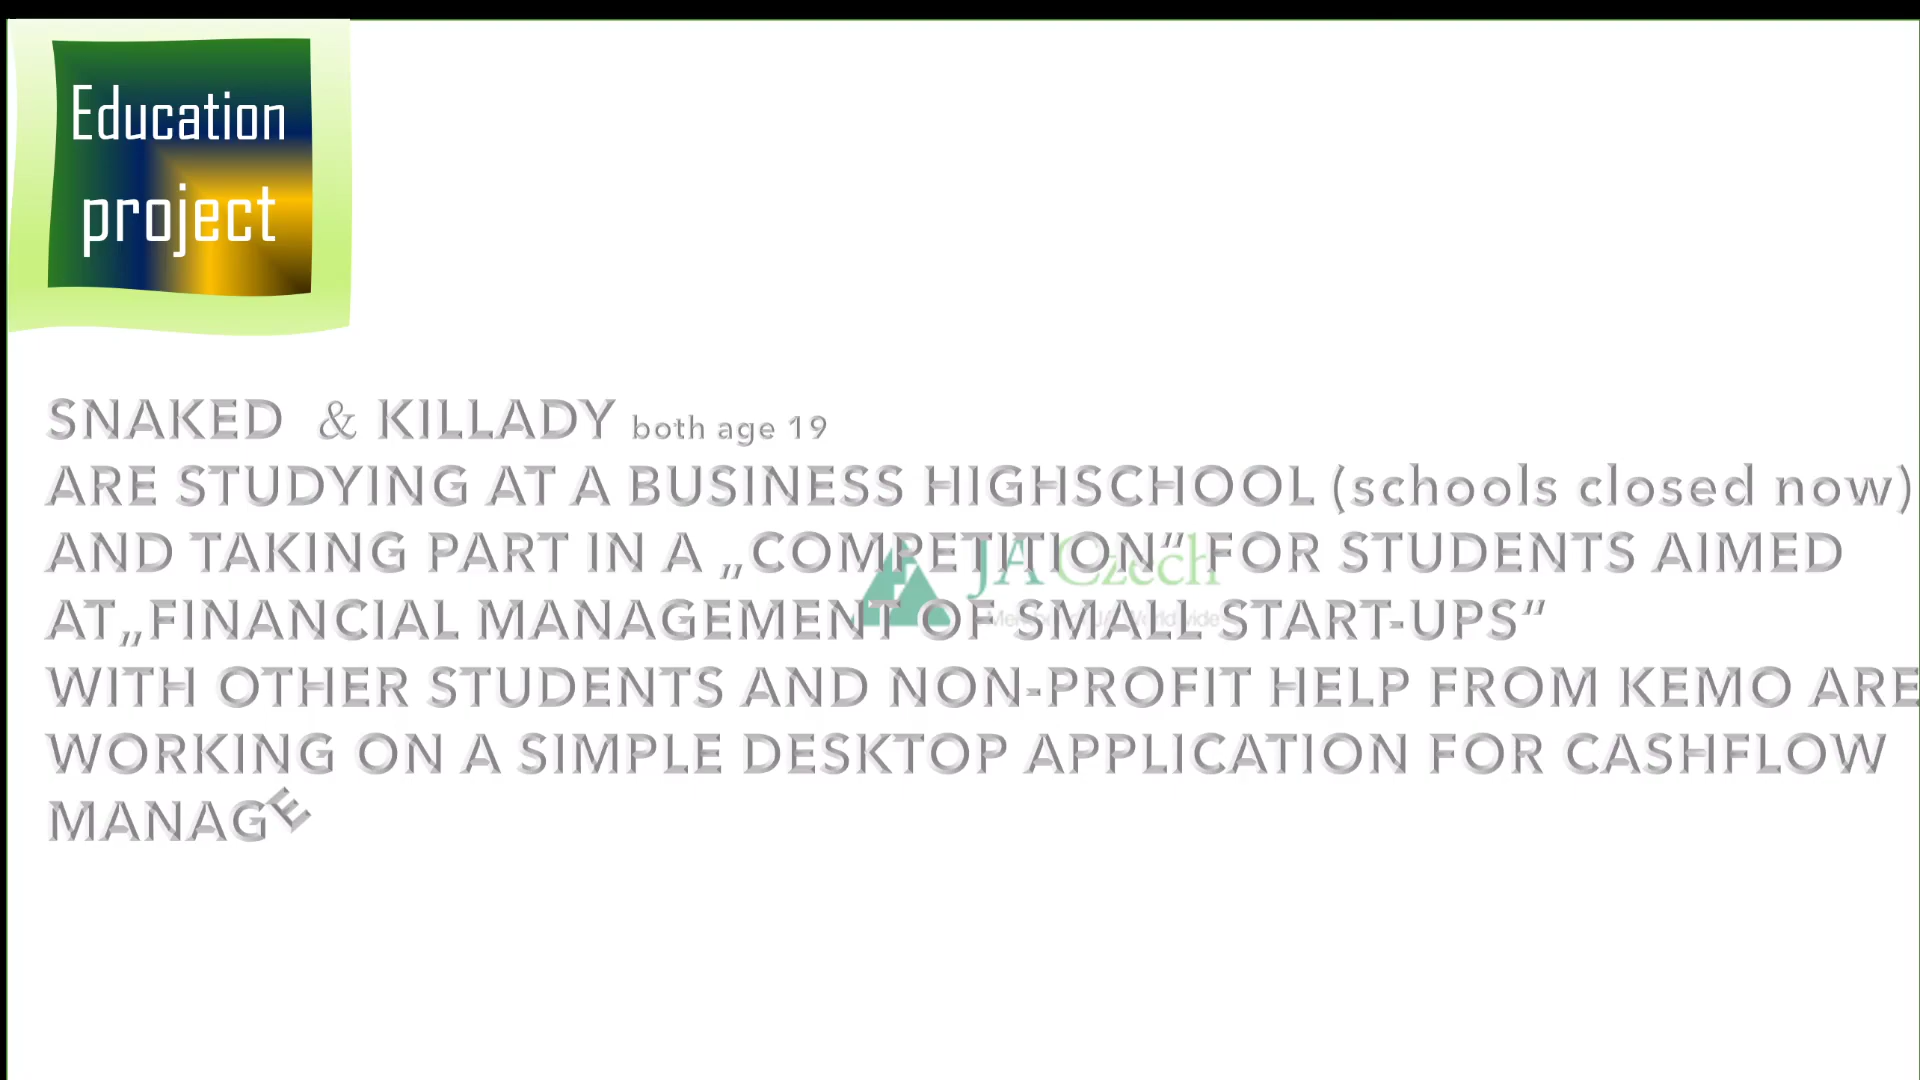 Education
project
SNAKED & KILLADY both age 19
ARE STUDYING AT A BUSINESS HIGHSCHOOL (schools closed now)
AND TAKING PART IN A „COMPETITION“ FOR STUDENTS AIMED
JA Czech
AT„FINANCIAL MANAGEMENT OF SMALL START-UPS“
WITH OTHER STUDENTS AND NON-PROFIT HELP FROM KEMO ARE
WORKING ON A SIMPLE DESKTOP APPLICATION FOR CASHFLOW
MANAGE